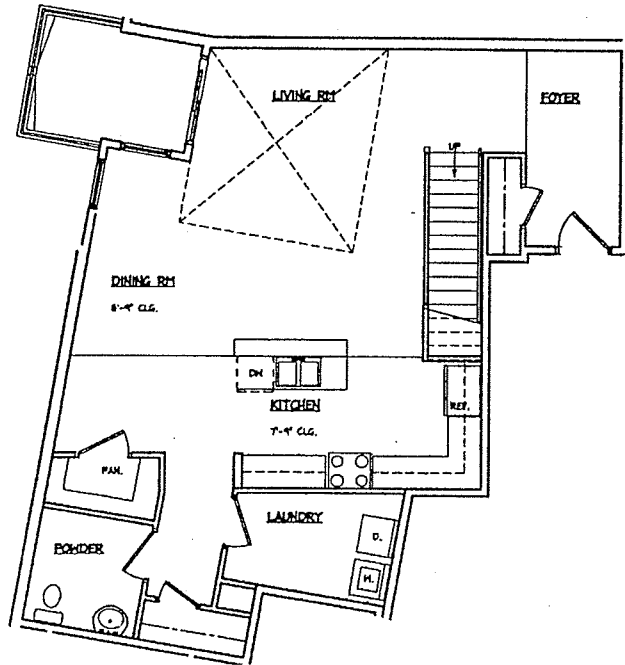 LIVING RM
FOYER
UP
DINING RM
8'-9" CLG.
DW
KITCHEN
REF.
7'-9" CLG.
PAN.
LAUNDRY
D.
POWDER
W.